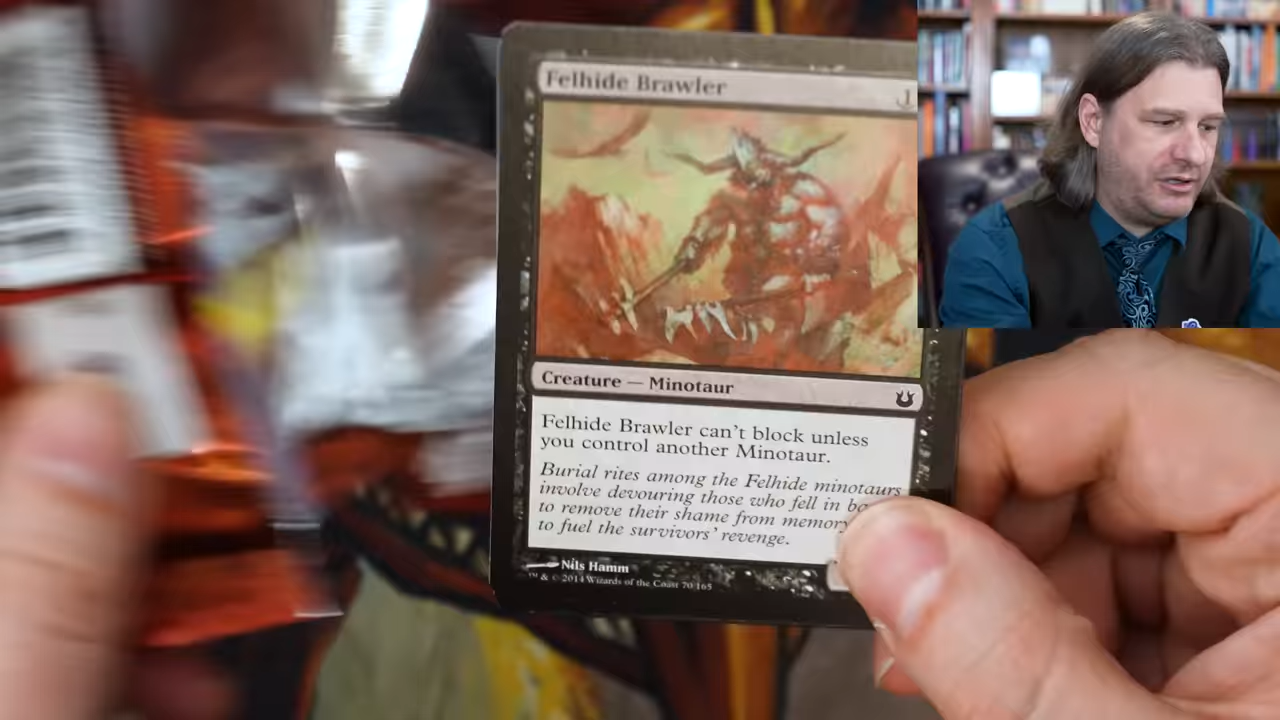 Felhide Brawler
Creature — Minotaur
Felhide Brawler can't block unless
you control another Minotaur.
Burial rites among the Felhide minotaurs
involve devouring those who fell in
to remove their shame from memory
to fuel the survivors' revenge.
Nils Hamm
™ & © 2014 Wizards of the Coast 70/165